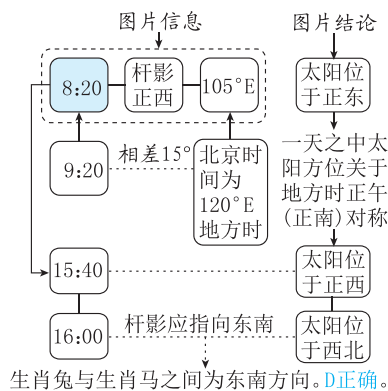 图片信息
图片结论
8:20
杆影
正西
105°E
太阳位
于正东
9:20
相差15°
北京时
间为
120°E
地方时
一天之中太
阳方位关于
地方时正午
(正南)对称
15:40
太阳位
于正西
16:00
杆影应指向东南
太阳位
于西北
生肖兔与生肖马之间为东南方向。D正确。